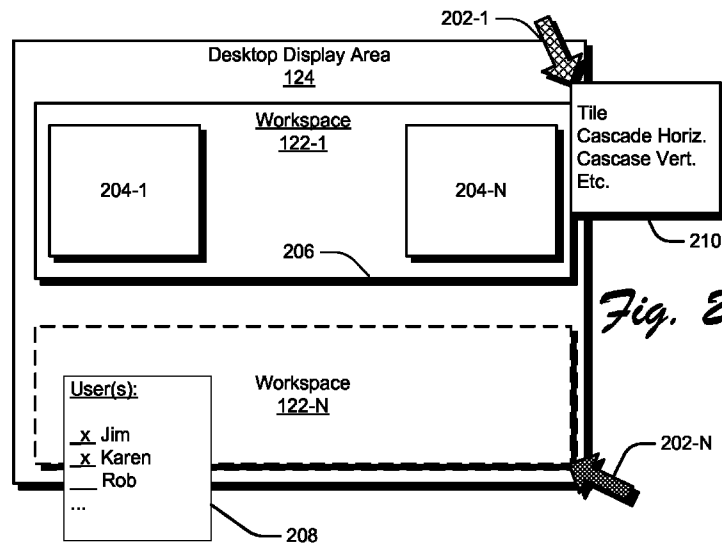 202-1
Desktop Display Area
124
Workspace
122-1
204-1
204-N
Tile
Cascade Horiz.
Cascase Vert.
Etc.
210
206
Fig. 2
Workspace
122-N
User(s):
x Jim
x Karen
__ Rob
...
202-N
208